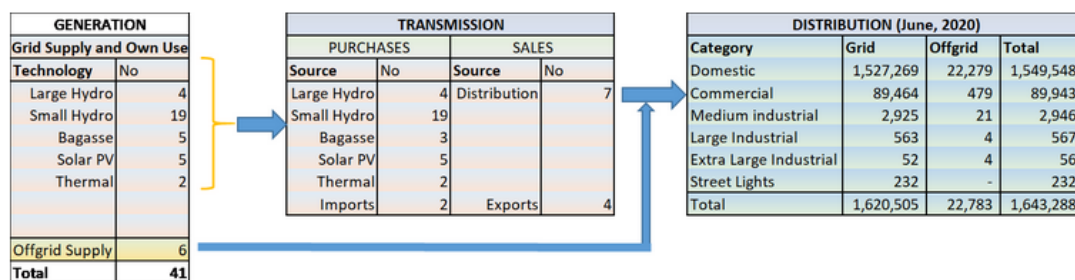 GENERATION
Grid Supply and Own Use
Technology No
Large Hydro 4
Small Hydro 19
Bagasse 5
Solar PV 5
Thermal 2
Offgrid Supply 6
Total 41
TRANSMISSION
PURCHASES SALES
Source No Source No
Large Hydro 4 Distribution 7
Small Hydro 19
Bagasse 3
Solar PV 5
Thermal 2
Imports 2 Exports 4
DISTRIBUTION (June, 2020)
Category Grid Offgrid Total
Domestic 1,527,269 22,279 1,549,548
Commercial 89,464 479 89,943
Medium industrial 2,925 21 2,946
Large Industrial 563 4 567
Extra Large Industrial 52 4 56
Street Lights 232 - 232
Total 1,620,505 22,783 1,643,288